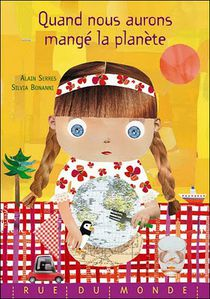 Quand nous aurons
mangé la planète
ALAIN SERRES
SILVIA BONANNI
RUE DU MONDE